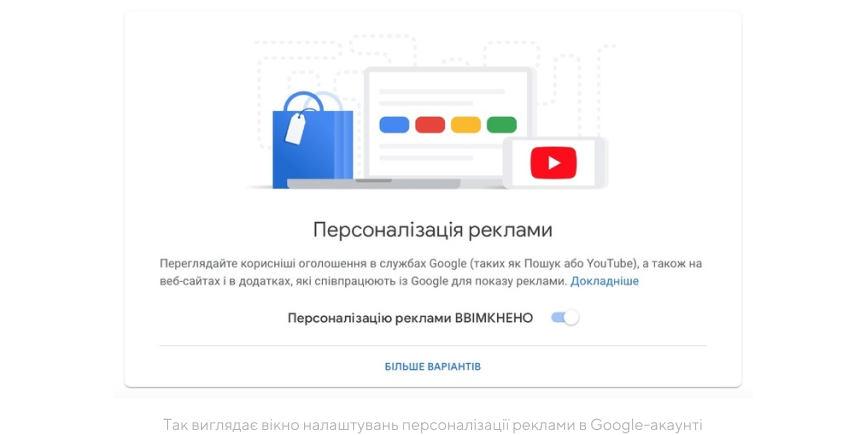 Персоналізація реклами
Переглядайте корисніші оголошення в службах Google (таких як Пошук або YouTube), а також на
веб-сайтах і в додатках, які співпрацюють із Google для показу реклами. Докладніше
Персоналізацію реклами ВВІМКНЕНО
БІЛЬШЕ ВАРІАНТІВ
Так виглядає вікно налаштувань персоналізації реклами в Google-акаунті